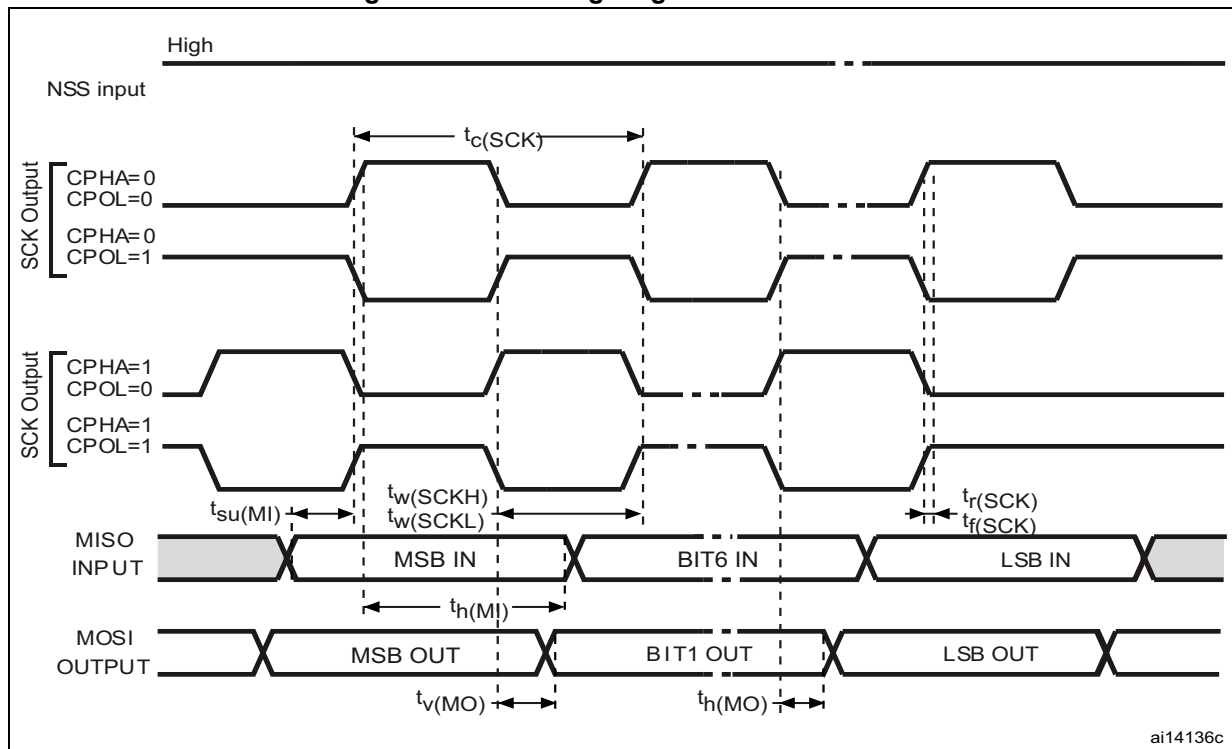 High
NSS input
tc(SCK)
SCK Output
CPHA=0
CPOL=0
CPHA=0
CPOL=1
SCK Output
CPHA=1
CPOL=0
CPHA=1
CPOL=1
tw(SCKH)
tw(SCKL)
tr(SCK)
tf(SCK)
tsu(MI)
MISO
INPUT
MSB IN
BIT6 IN
LSB IN
th(MI)
MOSI
OUTPUT
MSB OUT
BIT1 OUT
LSB OUT
tv(MO)
th(MO)
ai14136c